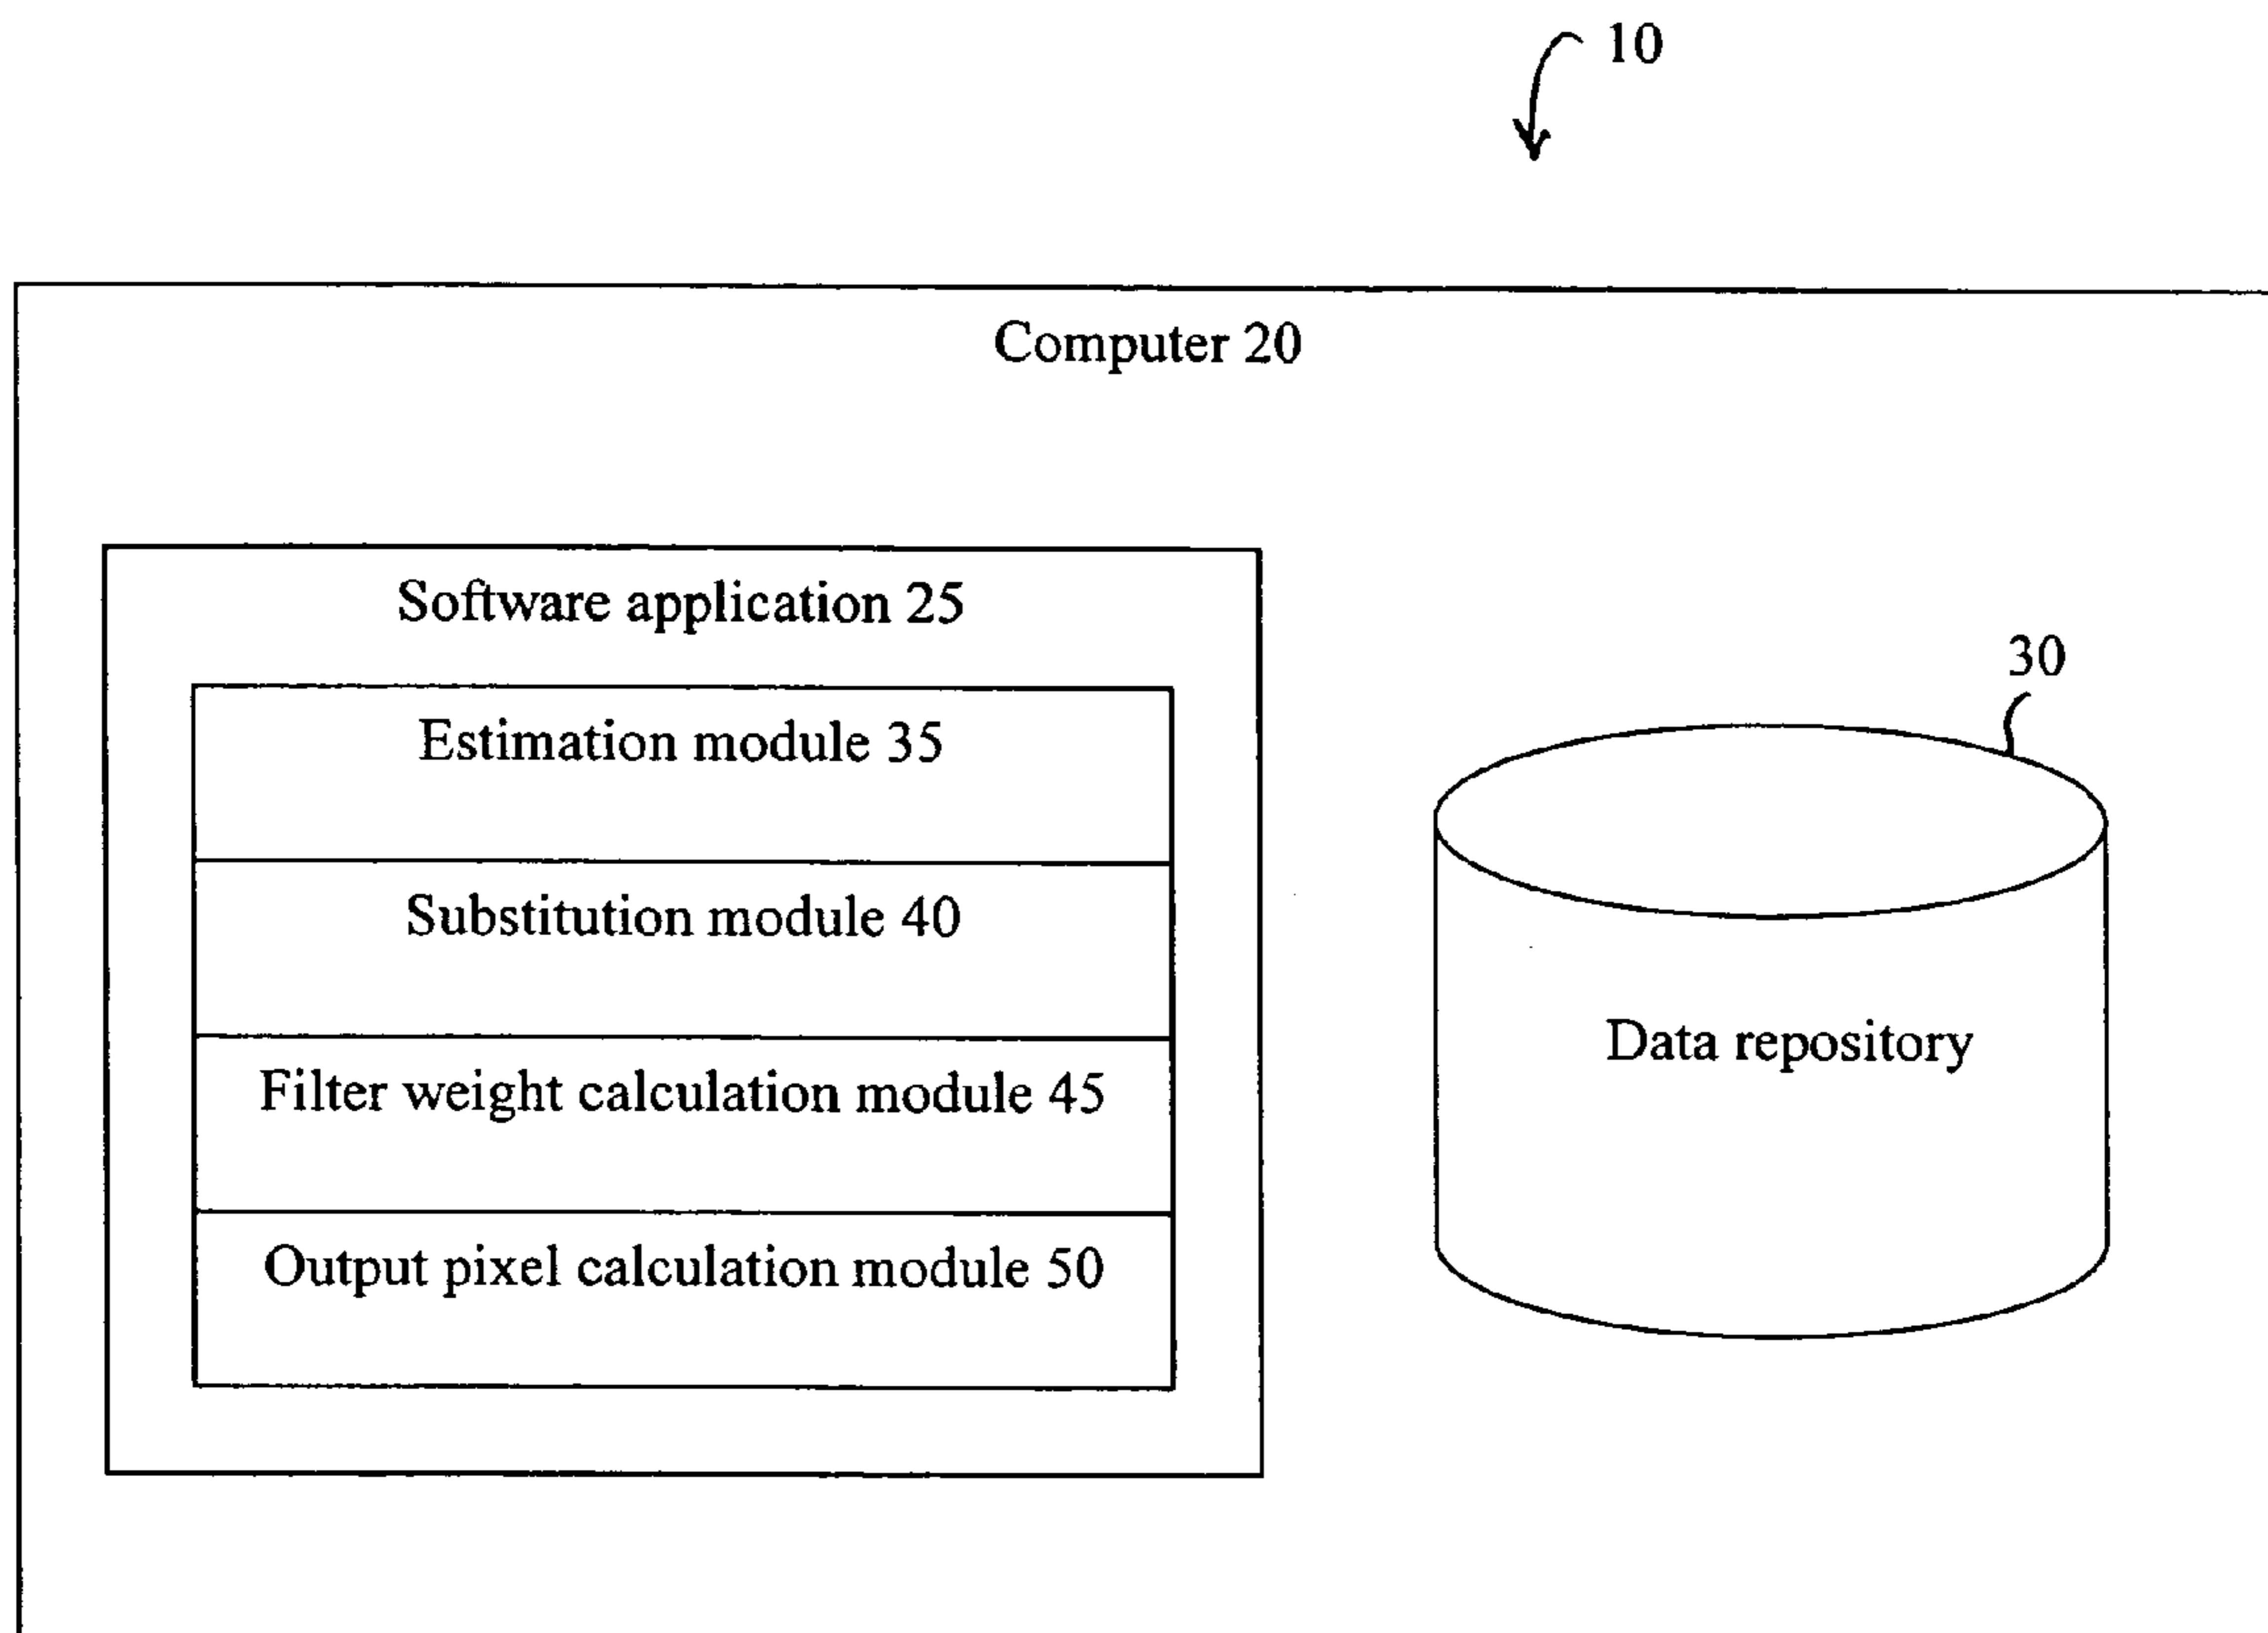 10
Computer 20
Software application 25
Estimation module 35
Substitution module 40
Filter weight calculation module 45
Output pixel calculation module 50
30
Data repository